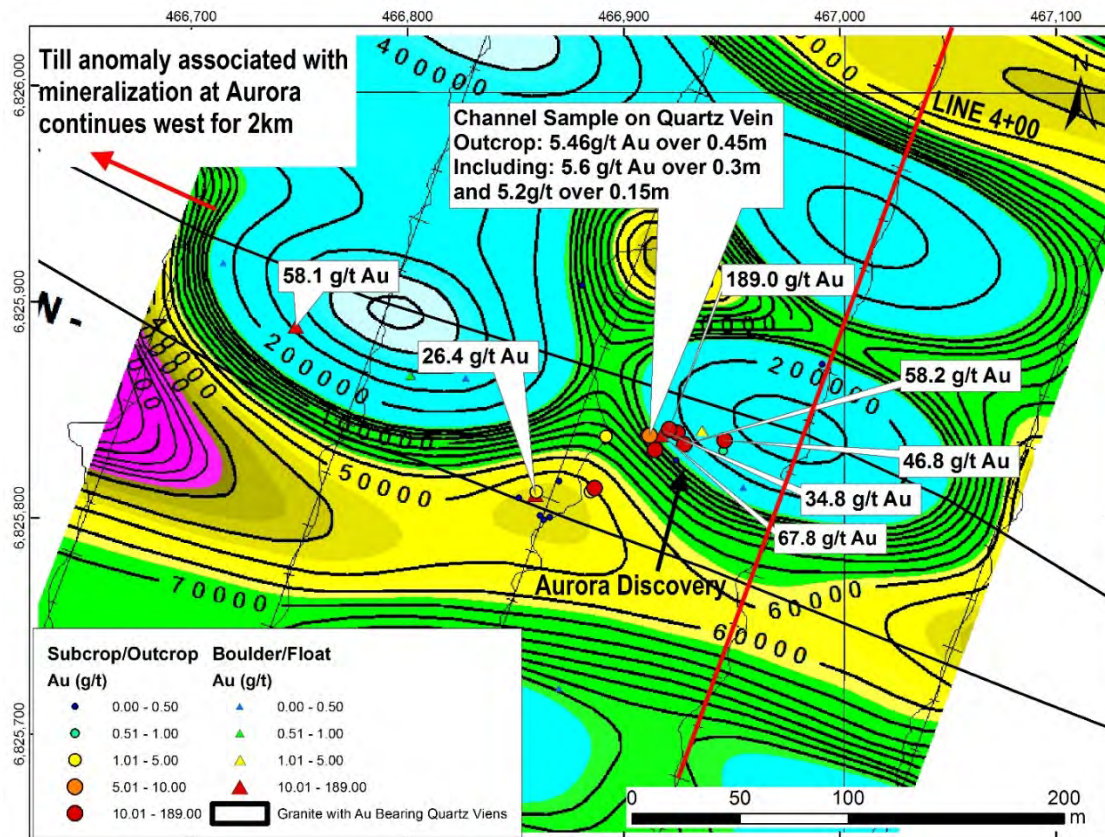 466,700 466,800 466,900 467,000 467,100
6,826,000
6,825,900
6,825,800
6,825,700
Till anomaly associated with
mineralization at Aurora
continues west for 2km
400000
Channel Sample on Quartz Vein
Outcrop: 5.46g/t Au over 0.45m
Including: 5.6 g/t Au over 0.3m
and 5.2g/t over 0.15m
LINE 4+00
N
58.1 g/t Au
189.0 g/t Au
N -
26.4 g/t Au
200000
20000
58.2 g/t Au
46.8 g/t Au
34.8 g/t Au
67.8 g/t Au
50000
Aurora Discovery
70000
60000
60000
Subcrop/Outcrop Boulder/Float
Au (g/t) Au (g/t)
0.00 - 0.50 0.00 - 0.50
0.51 - 1.00 0.51 - 1.00
1.01 - 5.00 1.01 - 5.00
5.01 - 10.00 10.01 - 189.00
10.01 - 189.00 Granite with Au Bearing Quartz Viens
0 50 100 200
m